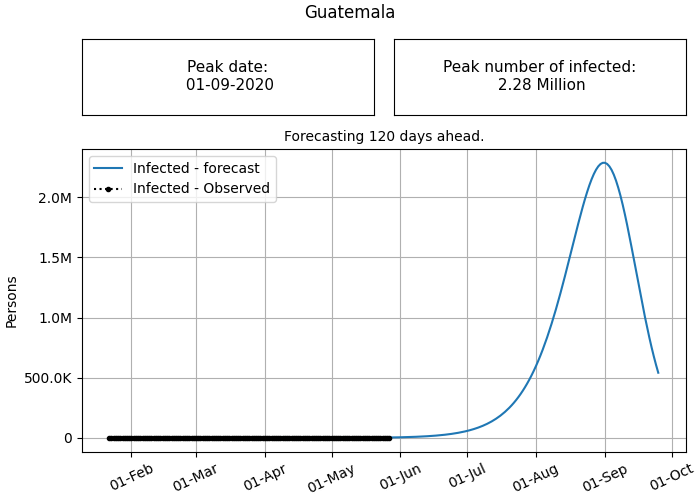 Guatemala
Peak date:
01-09-2020
Peak number of infected:
2.28 Million
Forecasting 120 days ahead.
Infected - forecast
Infected - Observed
2.0M
1.5M
1.0M
500.0K
0
Persons
01-Feb
01-Mar
01-Apr
01-May
01-Jun
01-Jul
01-Aug
01-Sep
01-Oct